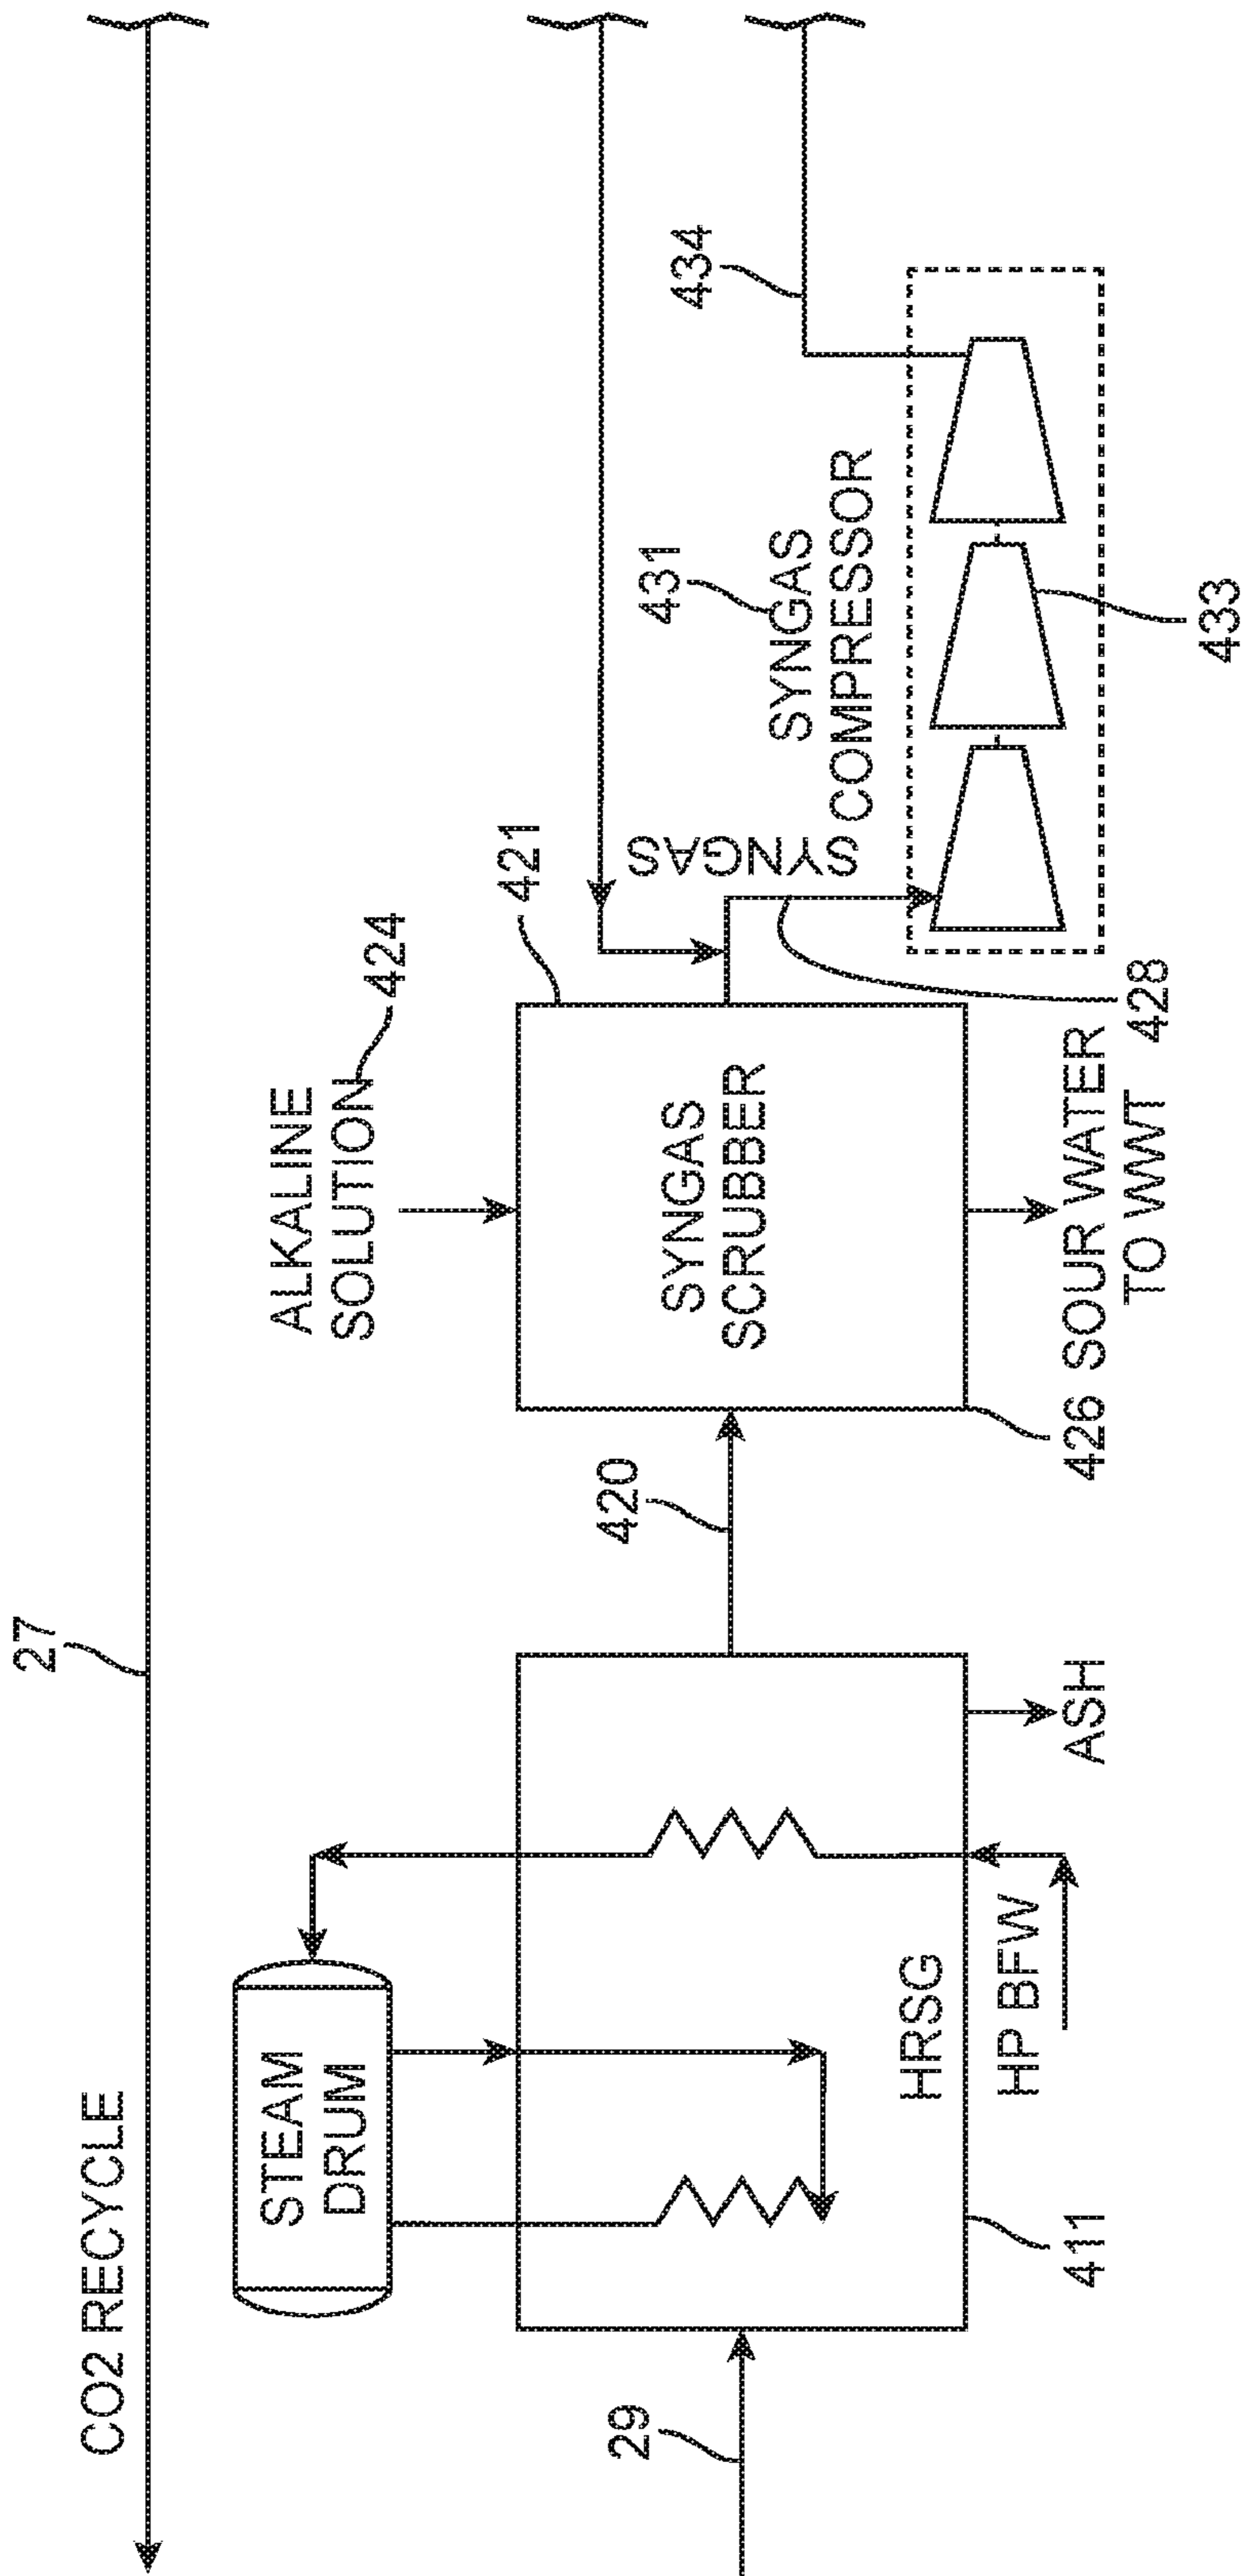 CO2 RECYCLE
27
ALKALINE
SOLUTION
424
STEAM
DRUM
421
434
431
SYNGAS
COMPRESSOR
SYNGAS
29
420
SYNGAS
SCRUBBER
HRSG
HP BFW
411
ASH
426
SOUR WATER
TO WWT
428
433